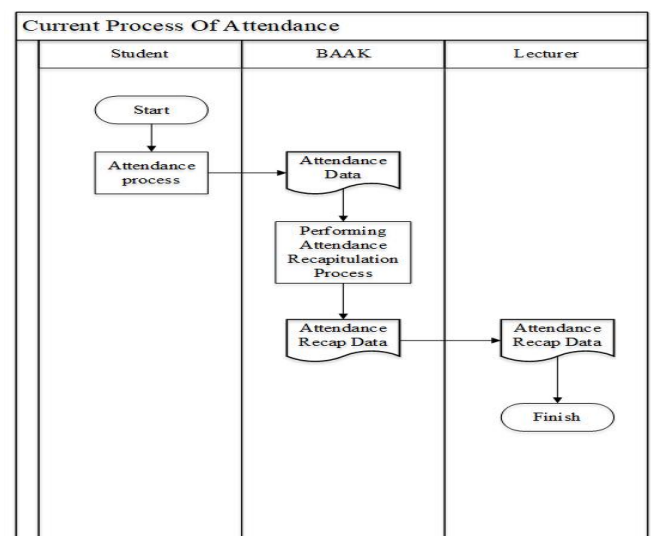 Current Process Of Attendance
Student
BAAK
Lecturer
Start
Attendance
process
Attendance
Data
Performing
Attendance
Recapitulation
Process
Attendance
Recap Data
Attendance
Recap Data
Finish